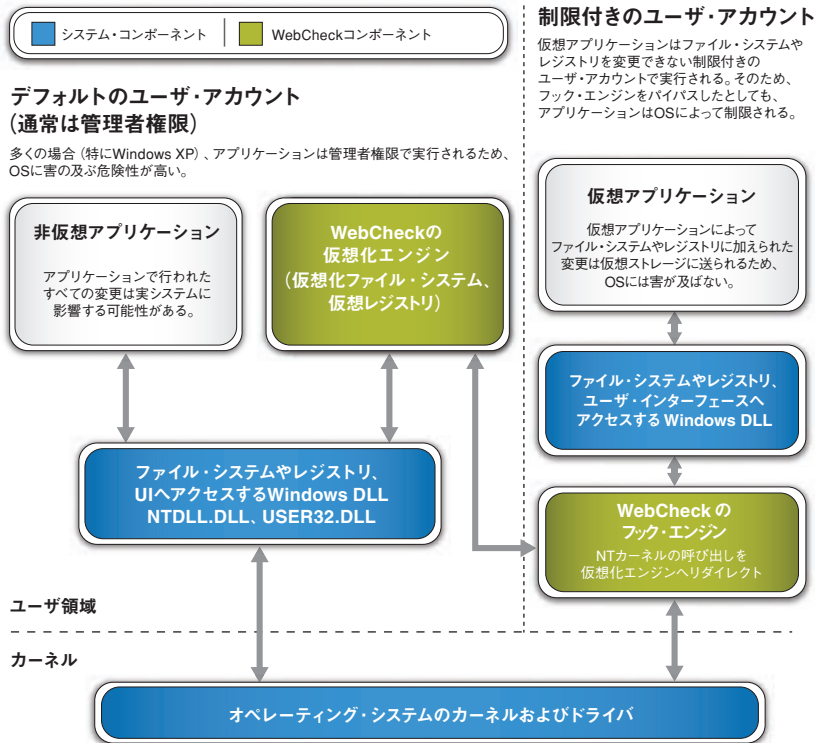 システム・コンポーネント
WebCheckコンポーネント
デフォルトのユーザ・アカウント
(通常は管理者権限)
多くの場合(特にWindows XP)、アプリケーションは管理者権限で実行されるため、
OSに害の及ぶ危険性が高い。
制限付きのユーザ・アカウント
仮想アプリケーションはファイル・システムや
レジストリを変更できない制限付きの
ユーザ・アカウントで実行される。そのため、
フック・エンジンをバイパスしたとしても、
アプリケーションはOSによって制限される。
非仮想アプリケーション
アプリケーションで行われた
すべての変更は実システムに
影響する可能性がある。
WebCheckの
仮想化エンジン
(仮想化ファイル・システム、
仮想レジストリ)
仮想アプリケーション
仮想アプリケーションによって
ファイル・システムやレジストリに加えられた
変更は仮想ストレージに送られるため、
OSには害が及ばない。
ファイル・システムやレジストリ、
ユーザ・インターフェースへ
アクセスする Windows DLL
ファイル・システムやレジストリ、
UIへアクセスするWindows DLL
NTDLL.DLL、USER32.DLL
WebCheck の
フック・エンジン
NTカーネルの呼び出しを
仮想化エンジンへリダイレクト
ユーザ領域
カーネル
オペレーティング・システムのカーネルおよびドライバ